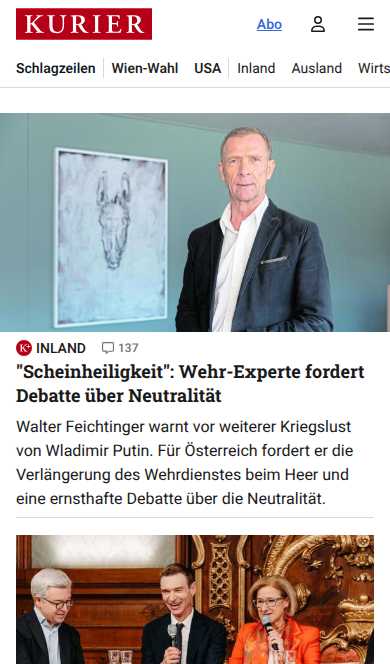 KURIER
Abo
Schlagzeilen Wien-Wahl USA Inland Ausland Wirts
K+ INLAND 137
"Scheinheiligkeit": Wehr-Experte fordert
Debatte über Neutralität
Walter Feichtinger warnt vor weiterer Kriegslust
von Wladimir Putin. Für Österreich fordert er die
Verlängerung des Wehrdienstes beim Heer und
eine ernsthafte Debatte über die Neutralität.